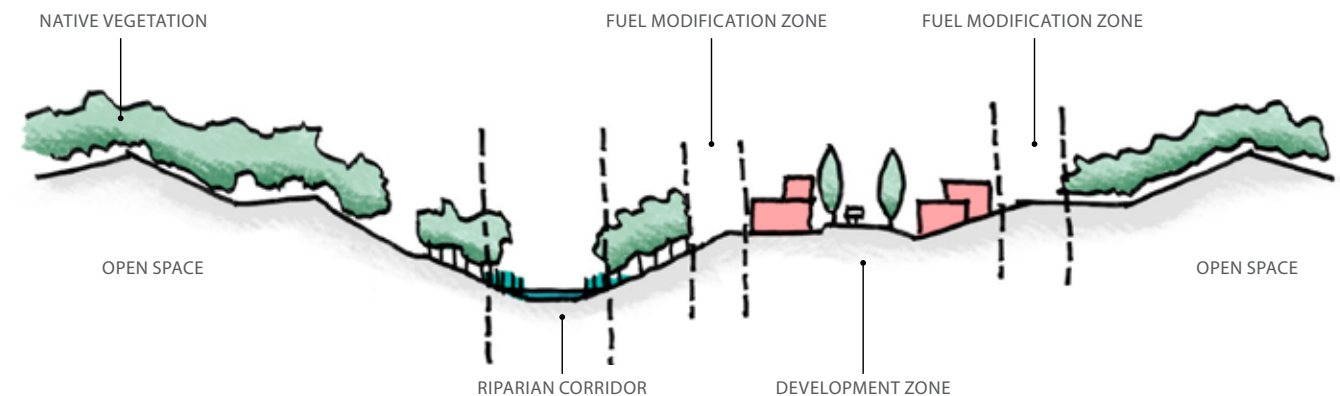 NATIVE VEGETATION
FUEL MODIFICATION ZONE
FUEL MODIFICATION ZONE
OPEN SPACE
OPEN SPACE
RIPARIAN CORRIDOR
DEVELOPMENT ZONE